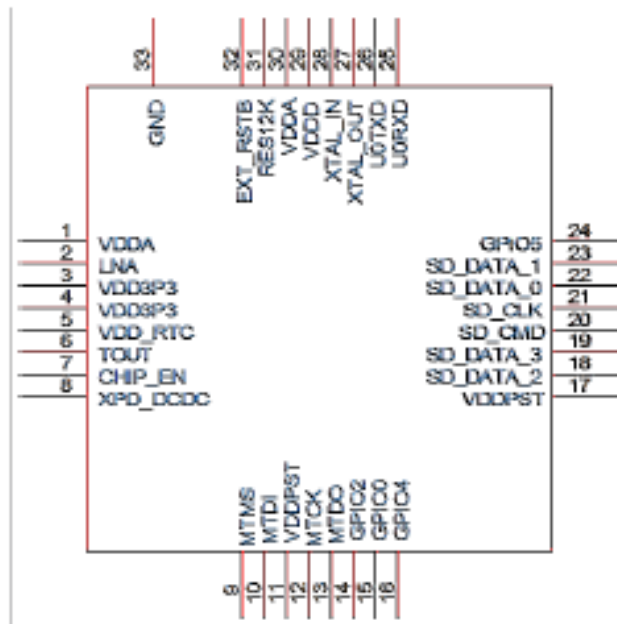 33
32
31
30
29
28
27
26
25
GND
EXT_RSTB
RES12K
VDDA
VDDD
XTAL_IN
XTAL_OUT
U0TXD
U0RXD
1 VDDA
2 LNA
3 VDD3P3
4 VDD3P3
5 VDD_RTC
6 TOUT
7 CHIP_EN
8 XPD_DCDC
GPIO5 24
SD_DATA_1 23
SD_DATA_0 22
SD_CLK 21
SD_CMD 20
SD_DATA_3 19
SD_DATA_2 18
VDDPST 17
MTMS
MTDI
VDDPST
MTCK
MTDO
GPIO2
GPIO0
GPIO4
9
10
11
12
13
14
15
16